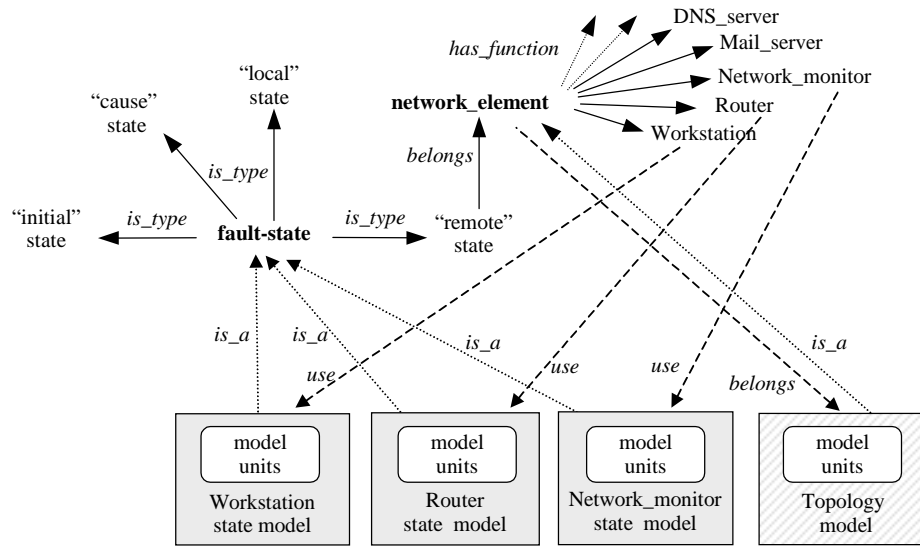 DNS_server
has_function
Mail_server
“local”
state
Network_monitor
“cause”
state
network_element
Router
Workstation
belongs
is_type
“initial”
state
is_type
is_type
“remote”
state
fault-state
is_a
is_a
is_a
is_a
use
use
use
belongs
model
units
model
units
model
units
model
units
Workstation
state model
Router
state model
Network_monitor
state model
Topology
model